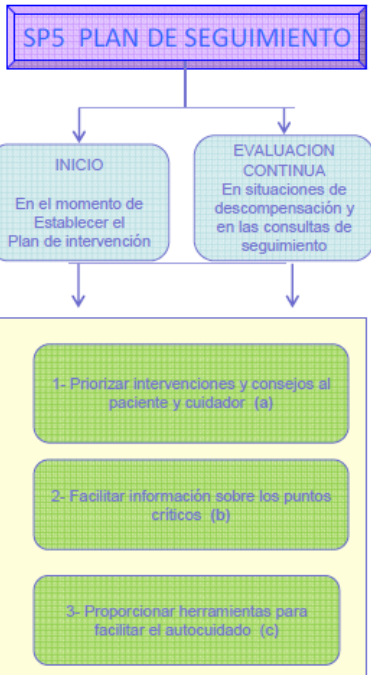 SP5 PLAN DE SEGUIMIENTO
INICIO
En el momento de
Establecer el
Plan de intervención
EVALUACION
CONTINUA
En situaciones de
descompensación y
en las consultas de
seguimiento
1- Priorizar intervenciones y consejos al
paciente y cuidador (a)
2- Facilitar información sobre los puntos
críticos (b)
3- Proporcionar herramientas para
facilitar el autocuidado (c)